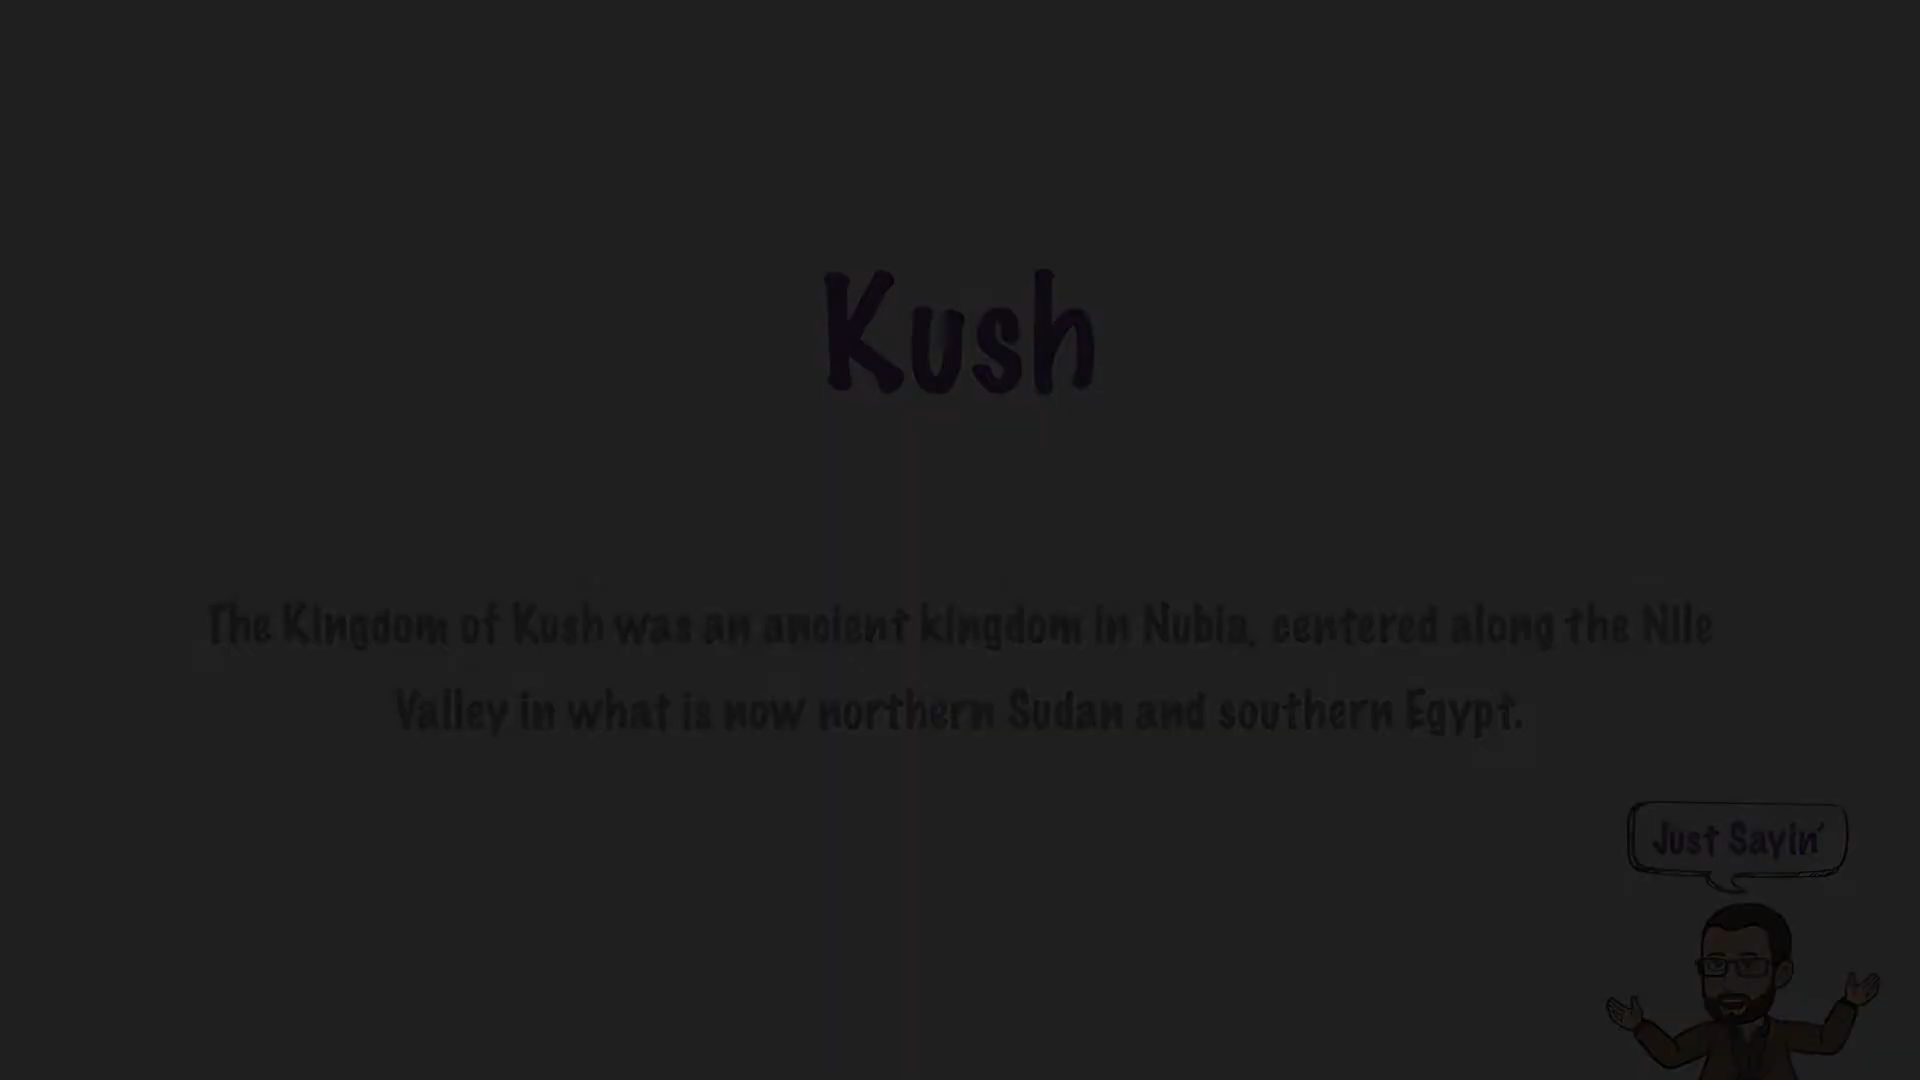 Kush
The Kingdom of Kush was an ancient kingdom in Nubia, centered along the Nile
Valley in what is now northern Sudan and southern Egypt.
Just Sayin'